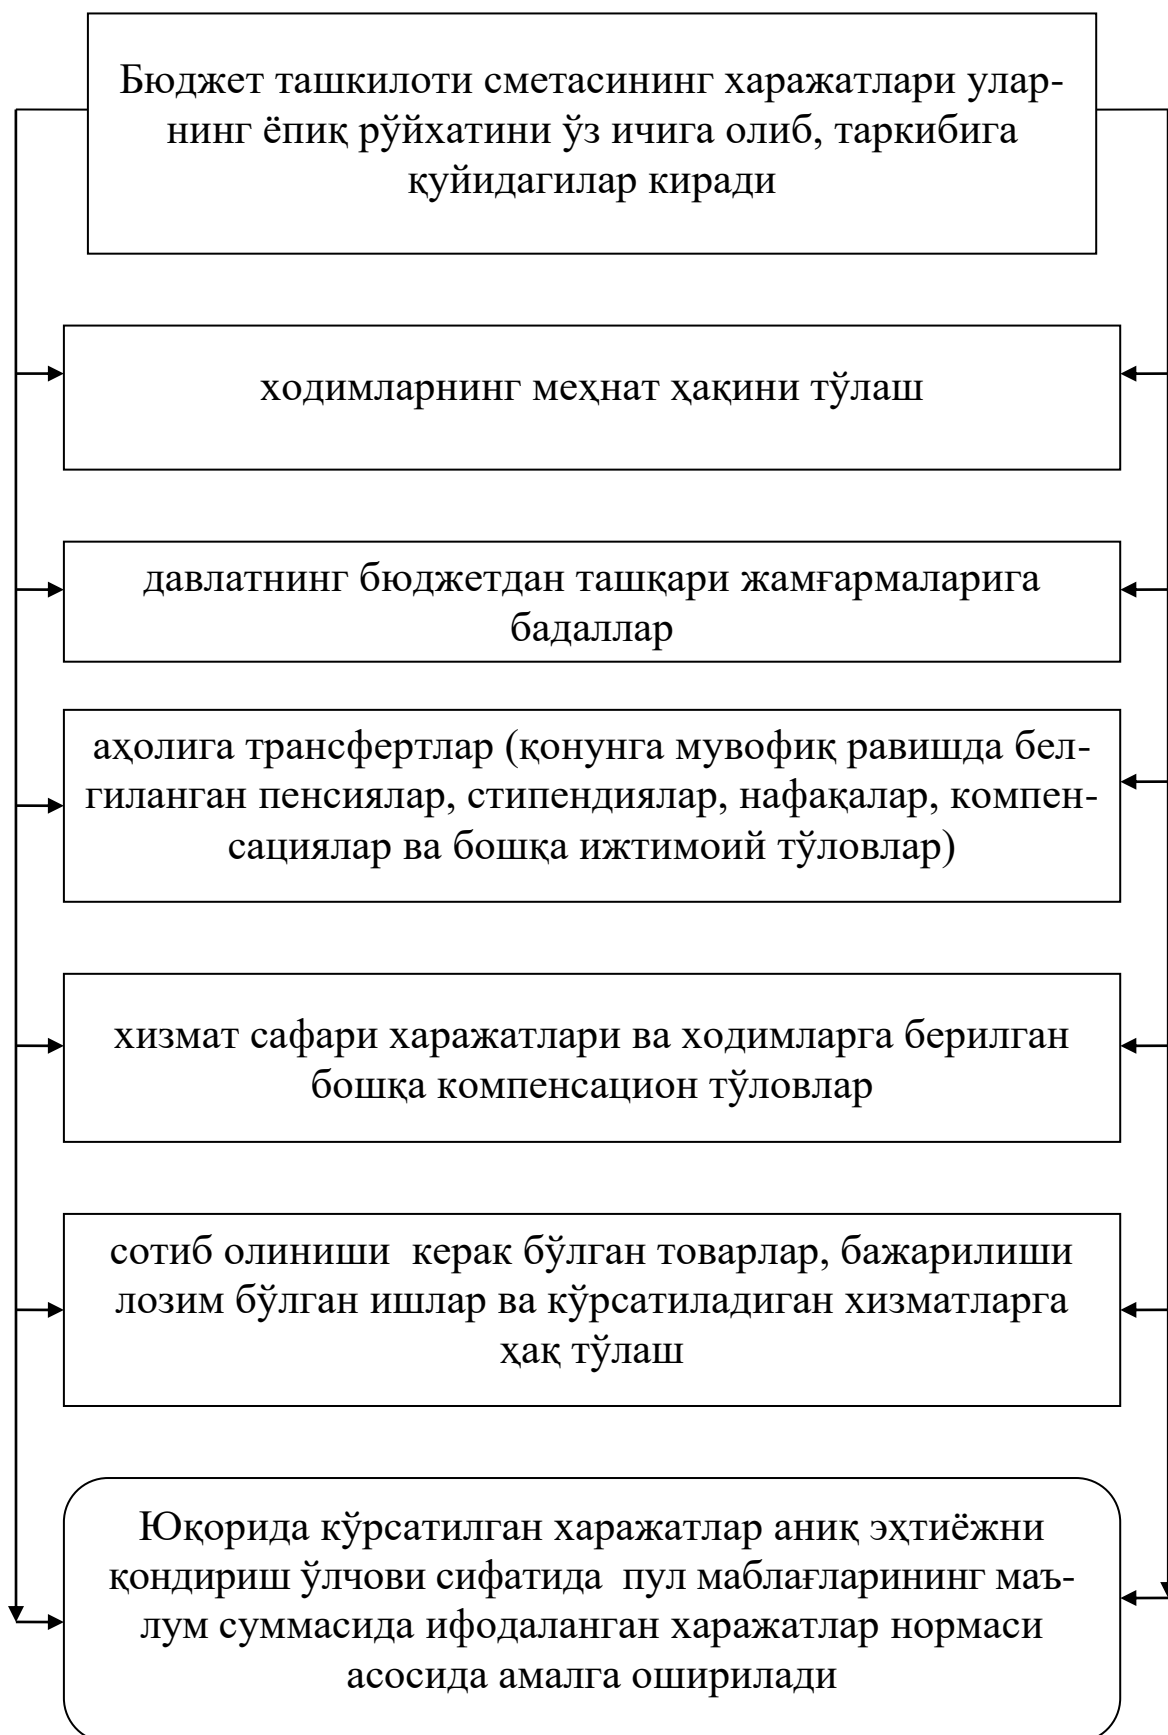 Бюджет ташкилоти сметасининг харажатлари улар-
нинг ёпиқ рўйхатини ўз ичига олиб, таркибига
қуйидагилар киради
ходимларнинг меҳнат ҳақини тўлаш
давлатнинг бюджетдан ташқари жамғармаларига
бадаллар
аҳолига трансфертлар (қонунга мувофиқ равишда бел-
гиланган пенсиялар, стипендиялар, нафақалар, компен-
сациялар ва бошқа ижтимоий тўловлар)
хизмат сафари харажатлари ва ходимларга берилган
бошқа компенсацион тўловлар
сотиб олиниши керак бўлган товарлар, бажарилиши
лозим бўлган ишлар ва кўрсатиладиган хизматларга
ҳақ тўлаш
Юқорида кўрсатилган харажатлар аниқ эҳтиёжни
қондириш ўлчови сифатида пул маблағларининг маъ-
лум суммасида ифодаланган харажатлар нормаси
асосида амалга оширилади